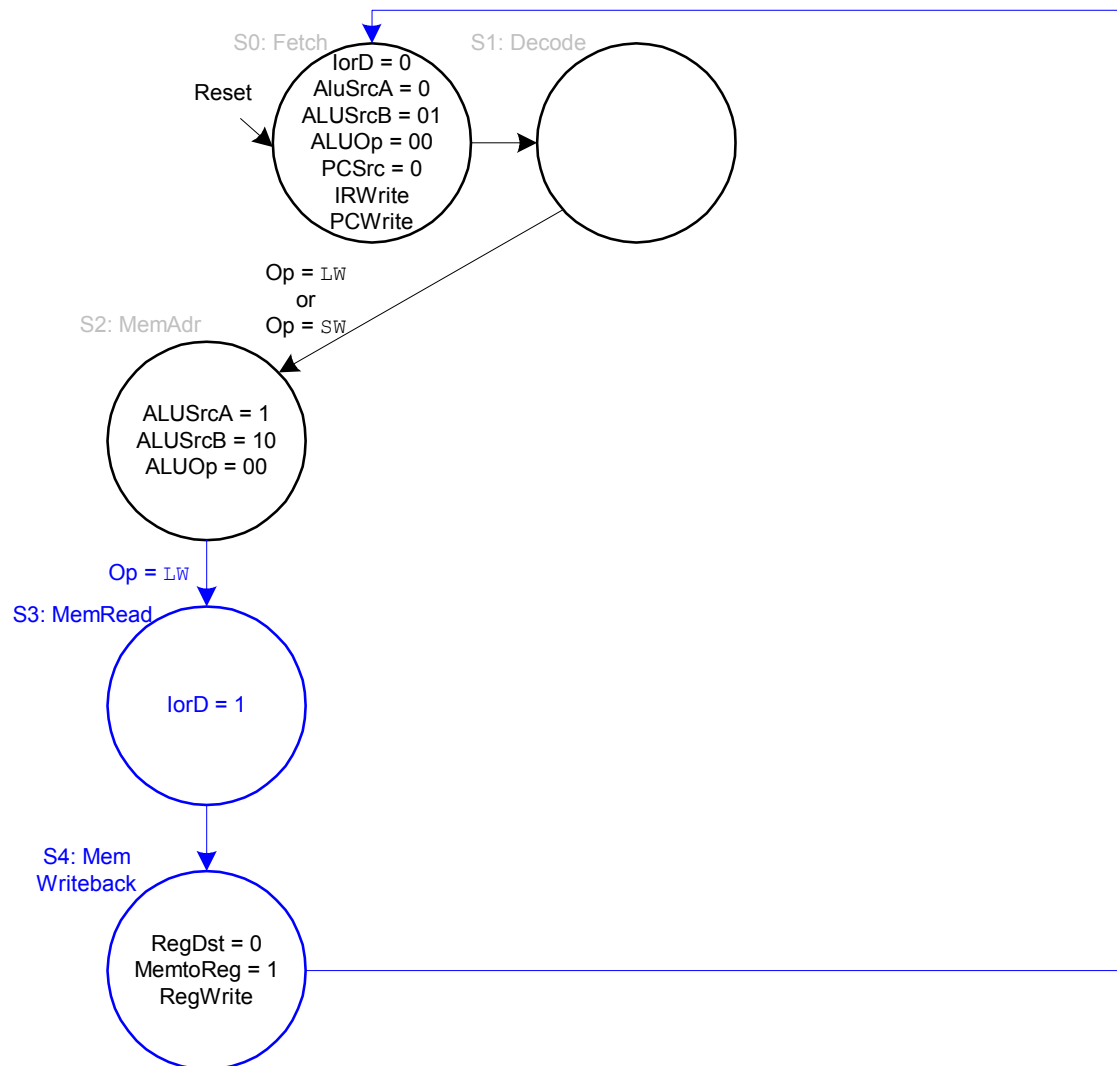 S0: Fetch
S1: Decode
Reset
IorD = 0
AluSrcA = 0
ALUSrcB = 01
ALUOp = 00
PCSrc = 0
IRWrite
PCWrite
Op = LW
or
Op = SW
S2: MemAdr
ALUSrcA = 1
ALUSrcB = 10
ALUOp = 00
Op = LW
S3: MemRead
IorD = 1
S4: Mem
Writeback
RegDst = 0
MemtoReg = 1
RegWrite